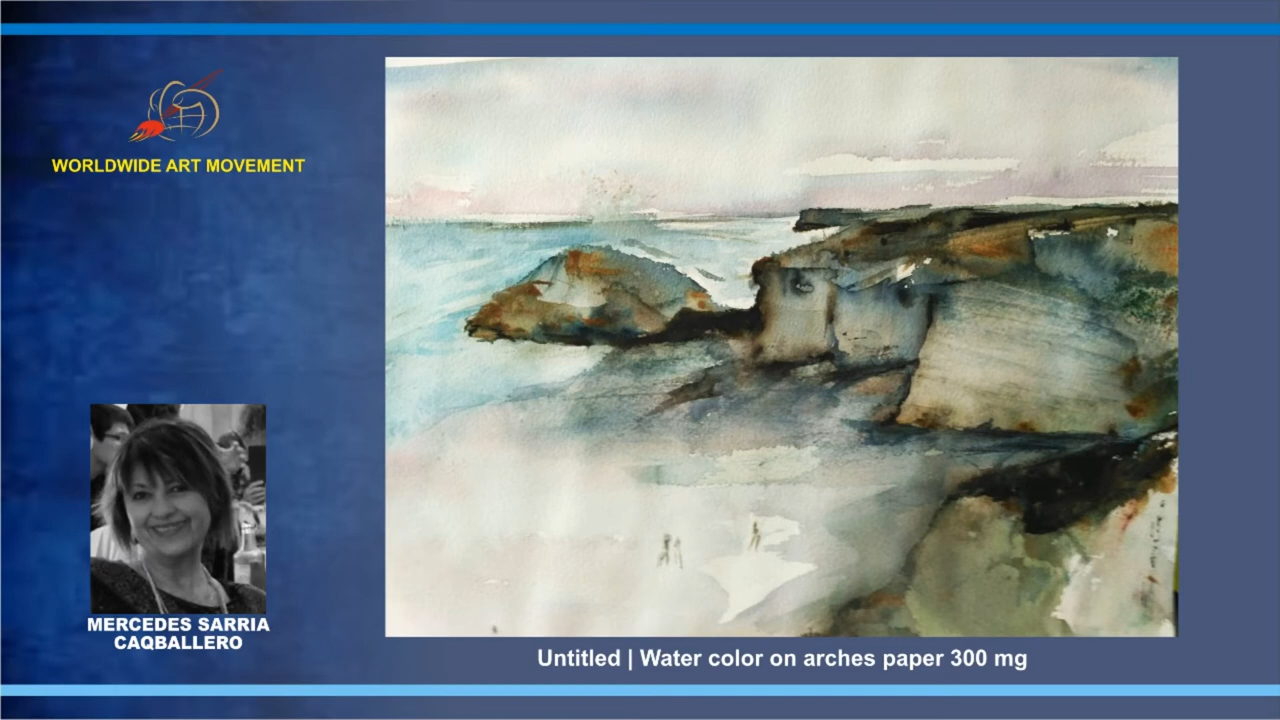 WORLDWIDE ART MOVEMENT
MERCEDES SARRIA
CAQBALLERO
Untitled | Water color on arches paper 300 mg